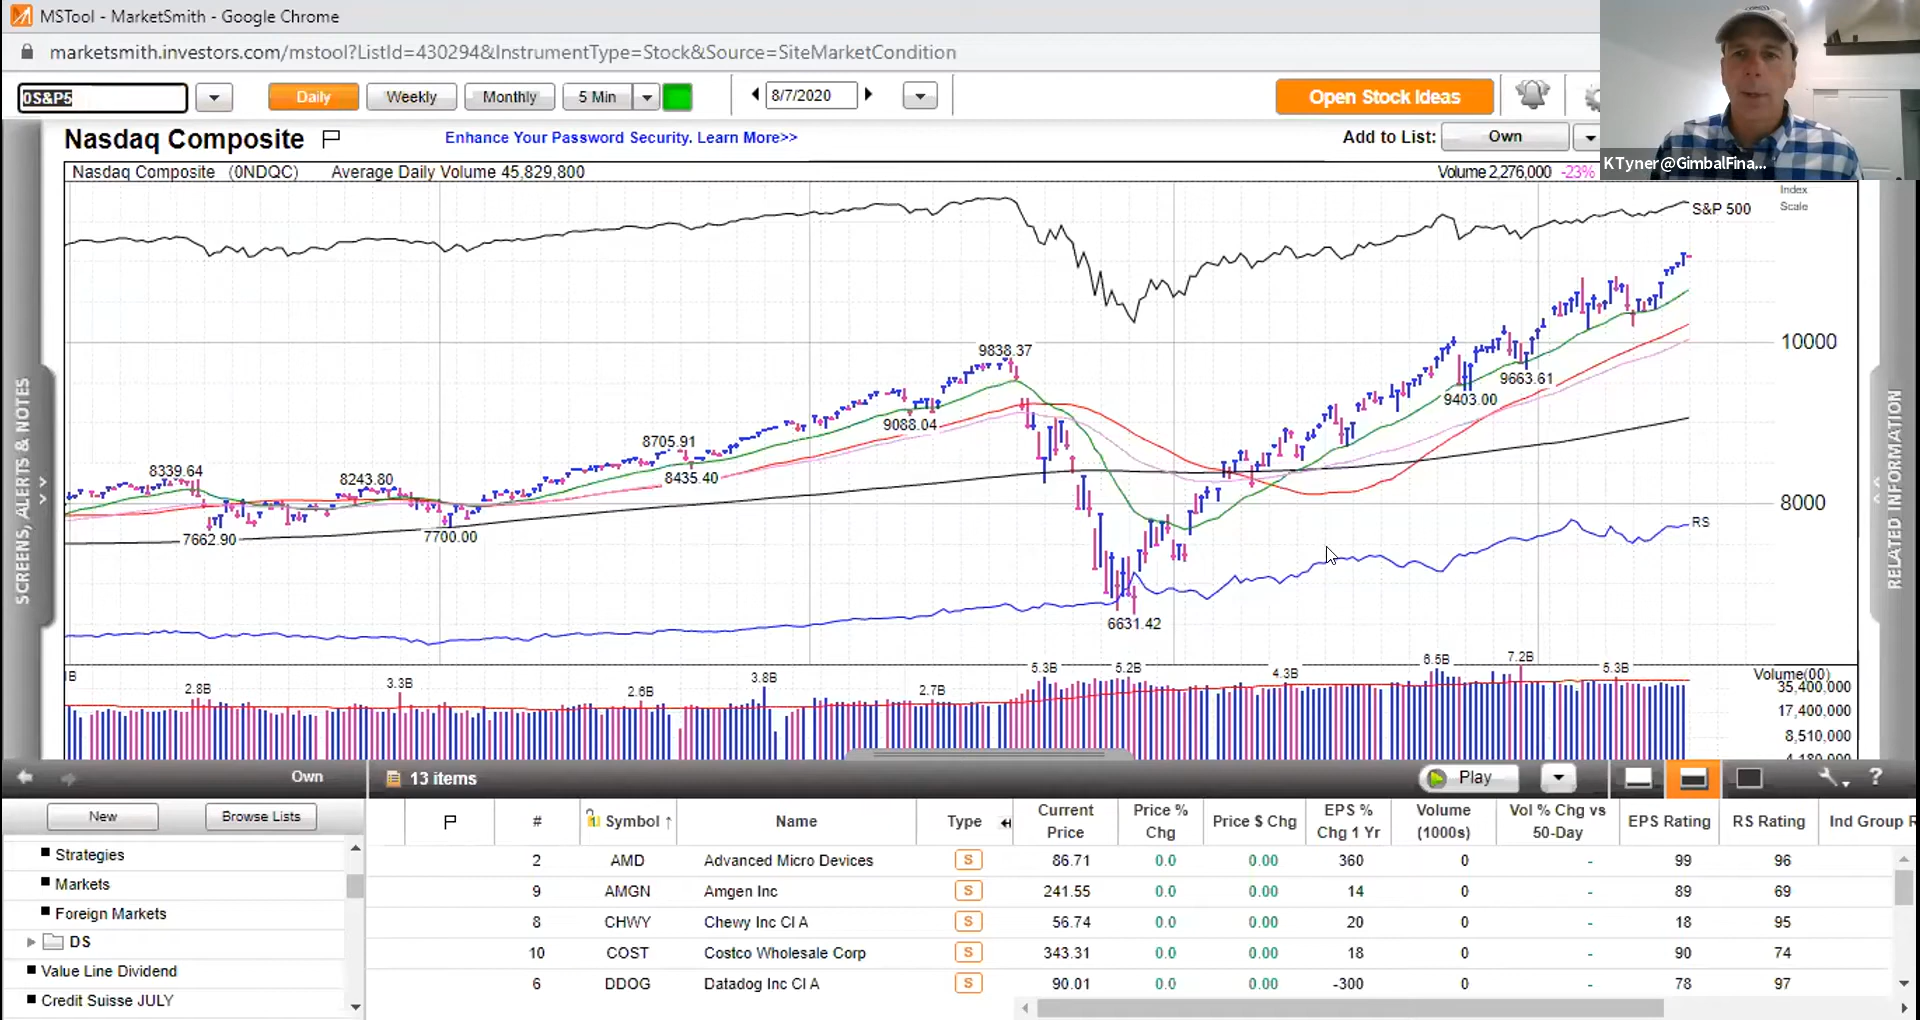 MSTool - MarketSmith - Google Chrome
marketsmith.investors.com/mstool?ListId=430294&InstrumentType=Stock&Source=SiteMarketCondition
0S&P5 Daily Weekly Monthly 5 Min 8/7/2020 Open Stock Ideas
Nasdaq Composite Enhance Your Password Security. Learn More>> Add to List: Own
KTyner@GimbalFina...
Nasdaq Composite (0NDQC) Average Daily Volume 45,829,800 Volume 2,276,000 -23%
Index
Scale
S&P 500
10000
9838.37
9663.61
9403.00
9088.04
8705.91
8339.64 8243.80 8435.40
8000
RS
7662.90 7700.00
6631.42
SCREENS, ALERTS & NOTES
RELATED INFORMATION
2.8B 3.3B 2.6B 3.8B 2.7B 5.3B 5.2B 4.3B 6.5B 7.2B 5.3B
Volume(00)
35,400,000
17,400,000
8,510,000
Own 13 items Play ?
New Browse Lists
Strategies
Markets
Foreign Markets
DS
Value Line Dividend
Credit Suisse JULY
# Symbol ↑ Name Type Current Price Price % Chg Price $ Chg EPS % Chg 1 Yr Volume (1000s) Vol % Chg vs 50-Day EPS Rating RS Rating Ind Group R
2 AMD Advanced Micro Devices S 86.71 0.0 0.00 360 0 - 99 96
9 AMGN Amgen Inc S 241.55 0.0 0.00 14 0 - 89 69
8 CHWY Chewy Inc Cl A S 56.74 0.0 0.00 20 0 - 18 95
10 COST Costco Wholesale Corp S 343.31 0.0 0.00 18 0 - 90 74
6 DDOG Datadog Inc Cl A S 90.01 0.0 0.00 -300 0 - 78 97